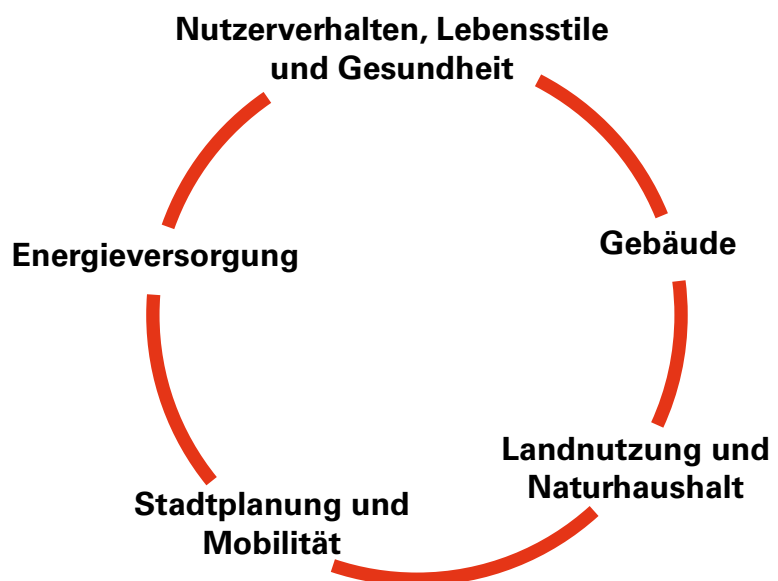 Nutzerverhalten, Lebensstile
und Gesundheit
Gebäude
Energieversorgung
Landnutzung und
Naturhaushalt
Stadtplanung und
Mobilität